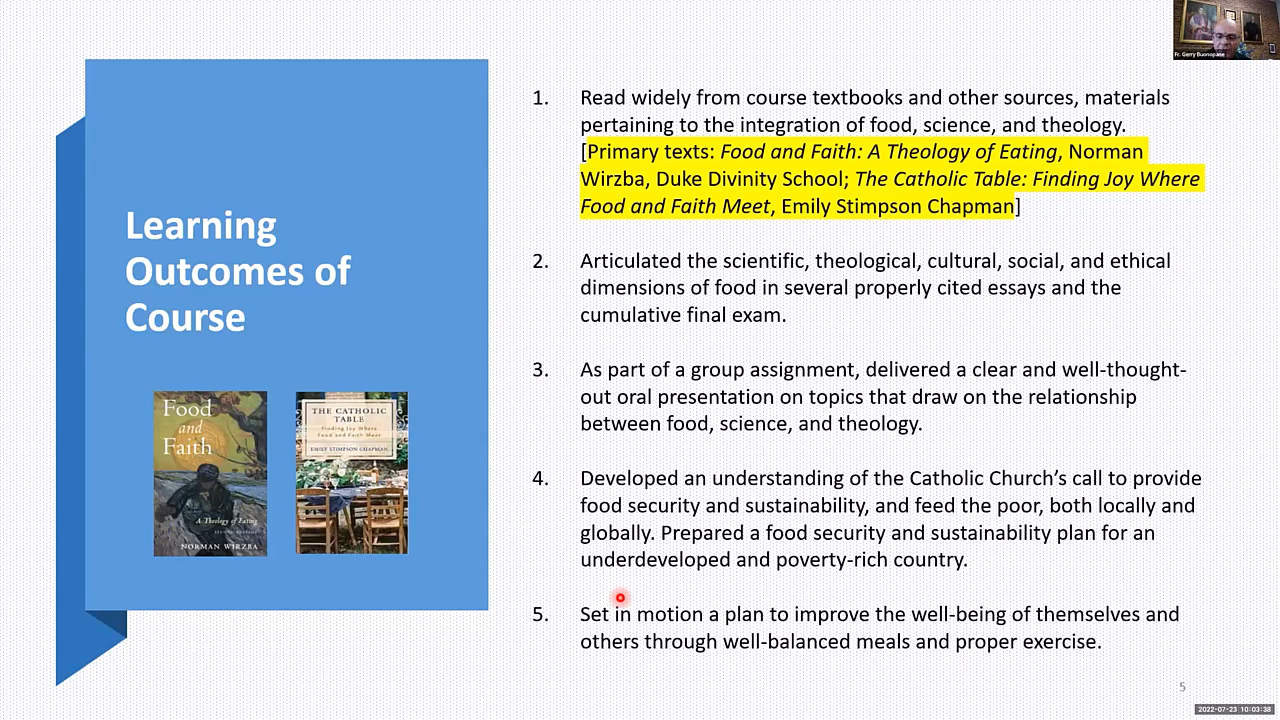 Fr. Gerry Buonopane
Learning
Outcomes of
Course
Food
and
Faith
A Theology of Eating
NORMAN WIRZBA
THE CATHOLIC
TABLE
Finding Joy Where
Food and Faith Meet
EMILY STIMPSON CHAPMAN
1. Read widely from course textbooks and other sources, materials
pertaining to the integration of food, science, and theology.
[Primary texts: Food and Faith: A Theology of Eating, Norman
Wirzba, Duke Divinity School; The Catholic Table: Finding Joy Where
Food and Faith Meet, Emily Stimpson Chapman]
2. Articulated the scientific, theological, cultural, social, and ethical
dimensions of food in several properly cited essays and the
cumulative final exam.
3. As part of a group assignment, delivered a clear and well-thought-
out oral presentation on topics that draw on the relationship
between food, science, and theology.
4. Developed an understanding of the Catholic Church’s call to provide
food security and sustainability, and feed the poor, both locally and
globally. Prepared a food security and sustainability plan for an
underdeveloped and poverty-rich country.
5. Set in motion a plan to improve the well-being of themselves and
others through well-balanced meals and proper exercise.
5
2022-07-23 10:03:38